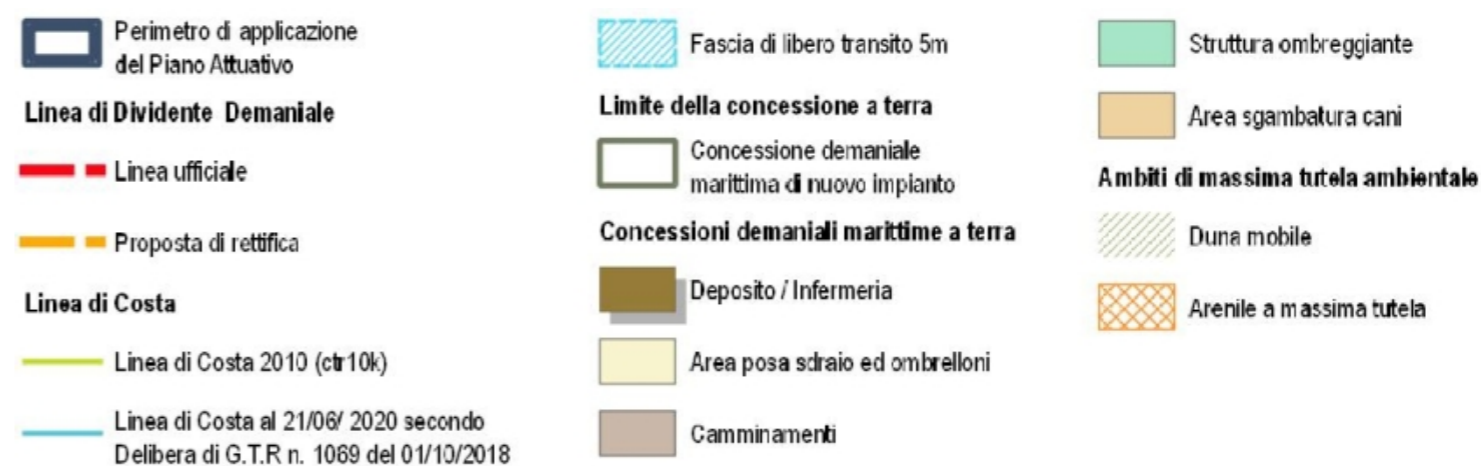 Perimetro di applicazione
del Piano Attuativo
Linea di Dividente Demaniale
Linea ufficiale
Proposta di rettifica
Linea di Costa
Linea di Costa 2010 (ctr10k)
Linea di Costa al 21/06/ 2020 secondo
Delibera di G.T.R n. 1069 del 01/10/2018
Fascia di libero transito 5m
Limite della concessione a terra
Concessione demaniale
marittima di nuovo impianto
Concessioni demaniali marittime a terra
Deposito / Infermeria
Area posa sdraio ed ombrelloni
Camminamenti
Struttura ombreggiante
Area sgambatura cani
Ambiti di massima tutela ambientale
Duna mobile
Arenile a massima tutela